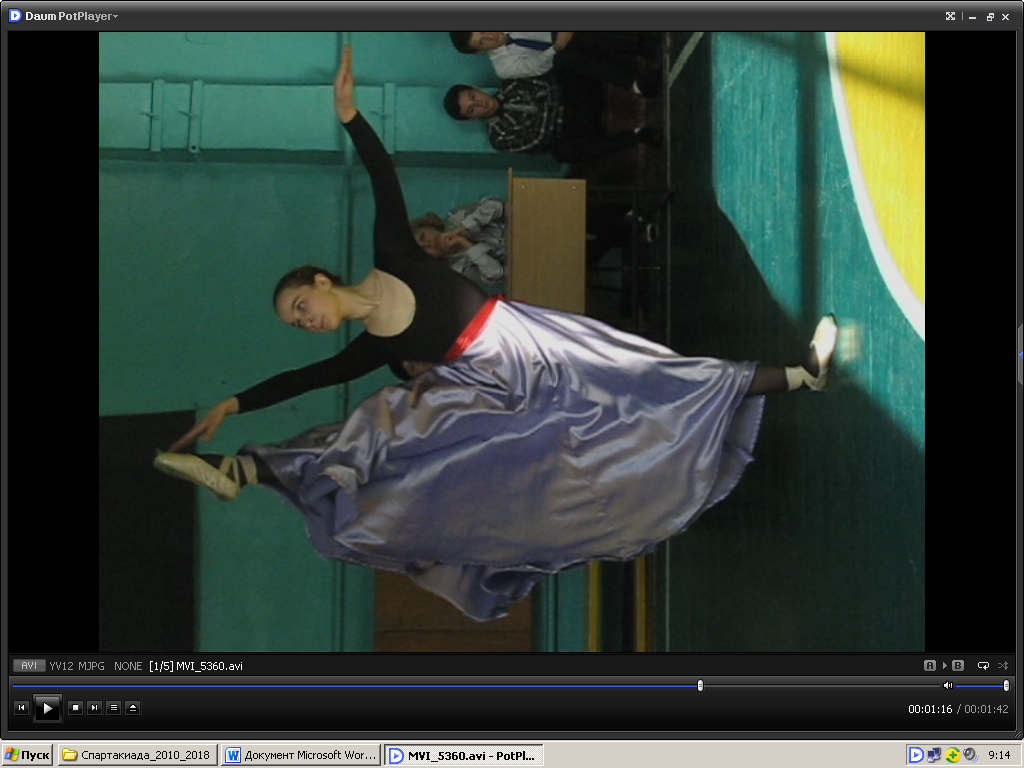 Daum PotPlayer
AVI YV12 MJPG NONE [1/5] MVI_5360.avi A B
00:01:16 / 00:01:42
Пуск Спартакиада_2010_2018 Документ Microsoft Wor... MVI_5360.avi - PotPl... 9:14